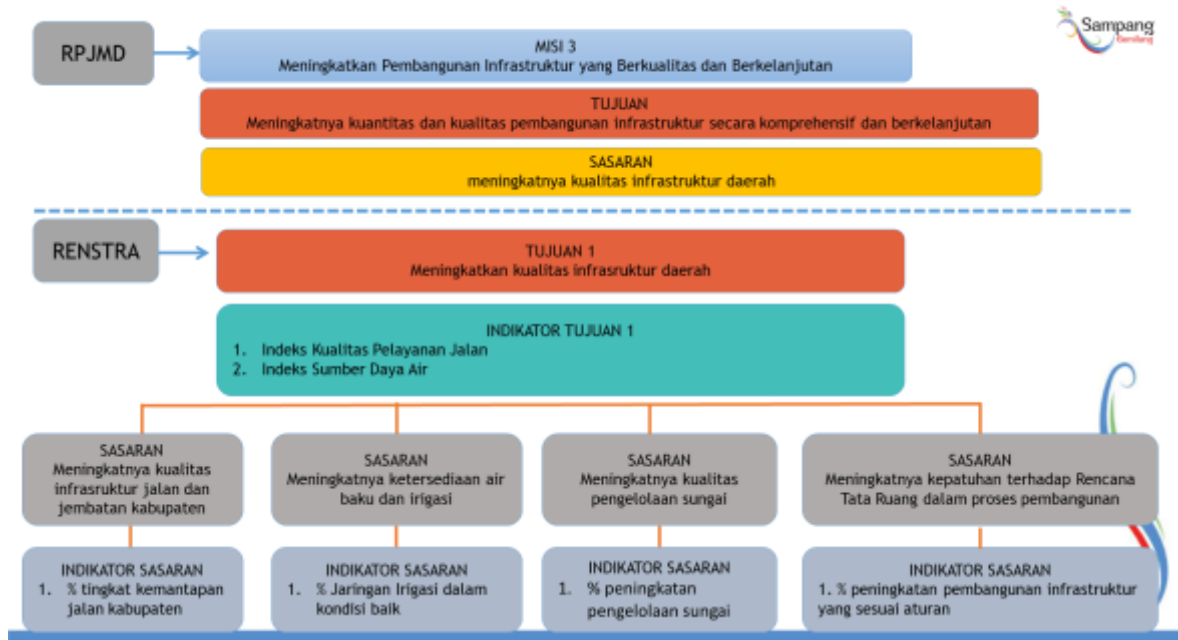 Sampang
Gemilang
RPJMD
MISI 3
Meningkatkan Pembangunan Infrastruktur yang Berkualitas dan Berkelanjutan
TUJUAN
Meningkatnya kuantitas dan kualitas pembangunan infrastruktur secara komprehensif dan berkelanjutan
SASARAN
meningkatnya kualitas infrastruktur daerah
RENSTRA
TUJUAN 1
Meningkatkan kualitas infrasruktur daerah
INDIKATOR TUJUAN 1
1. Indeks Kualitas Pelayanan Jalan
2. Indeks Sumber Daya Air
SASARAN
Meningkatnya kualitas
infrasruktur jalan dan
jembatan kabupaten
SASARAN
Meningkatnya ketersediaan air
baku dan irigasi
SASARAN
Meningkatnya kualitas
pengelolaan sungai
SASARAN
Meningkatnya kepatuhan terhadap Rencana
Tata Ruang dalam proses pembangunan
INDIKATOR SASARAN
1. % tingkat kemantapan
jalan kabupaten
INDIKATOR SASARAN
1. % Jaringan Irigasi dalam
kondisi baik
INDIKATOR SASARAN
1. % peningkatan
pengelolaan sungai
INDIKATOR SASARAN
1. % peningkatan pembangunan infrastruktur
yang sesuai aturan